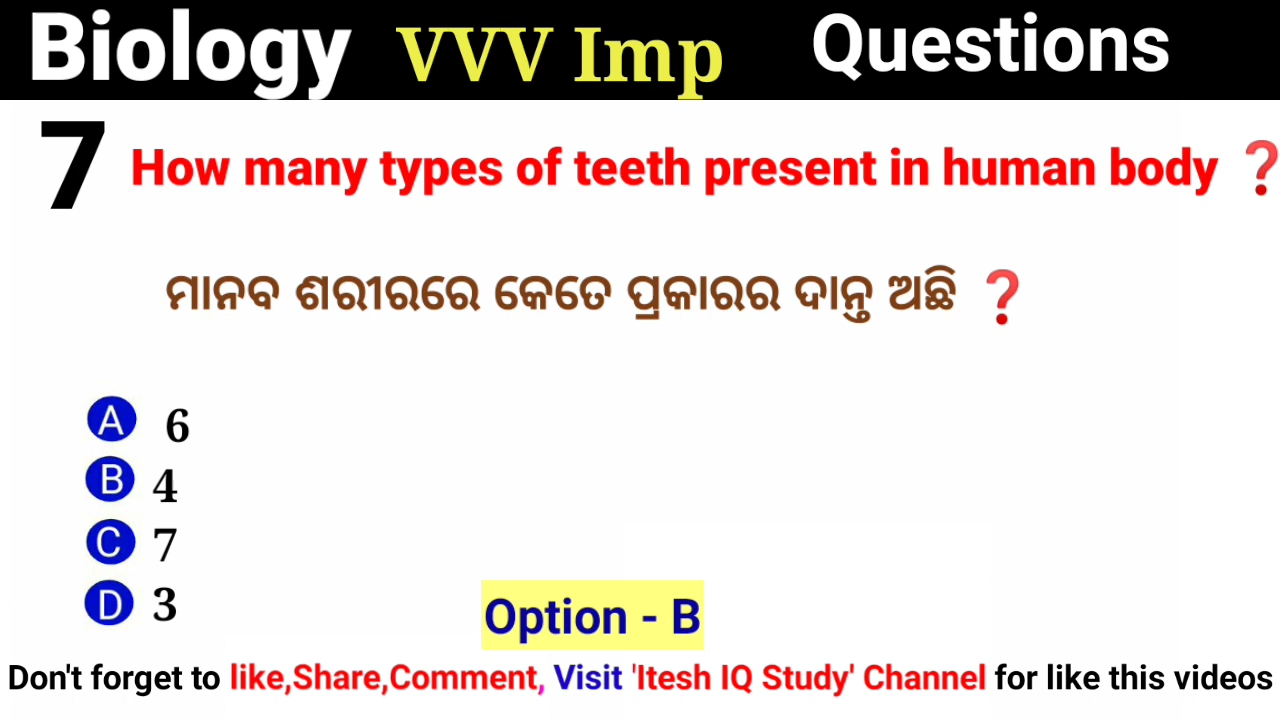 Biology VVV Imp Questions
7 How many types of teeth present in human body ❓
ମାନବ ଶରୀରରେ କେତେ ପ୍ରକାରର ଦାନ୍ତ ଅଛି ❓
A 6
B 4
C 7
D 3
Option - B
Don't forget to like,Share,Comment, Visit 'Itesh IQ Study' Channel for like this videos